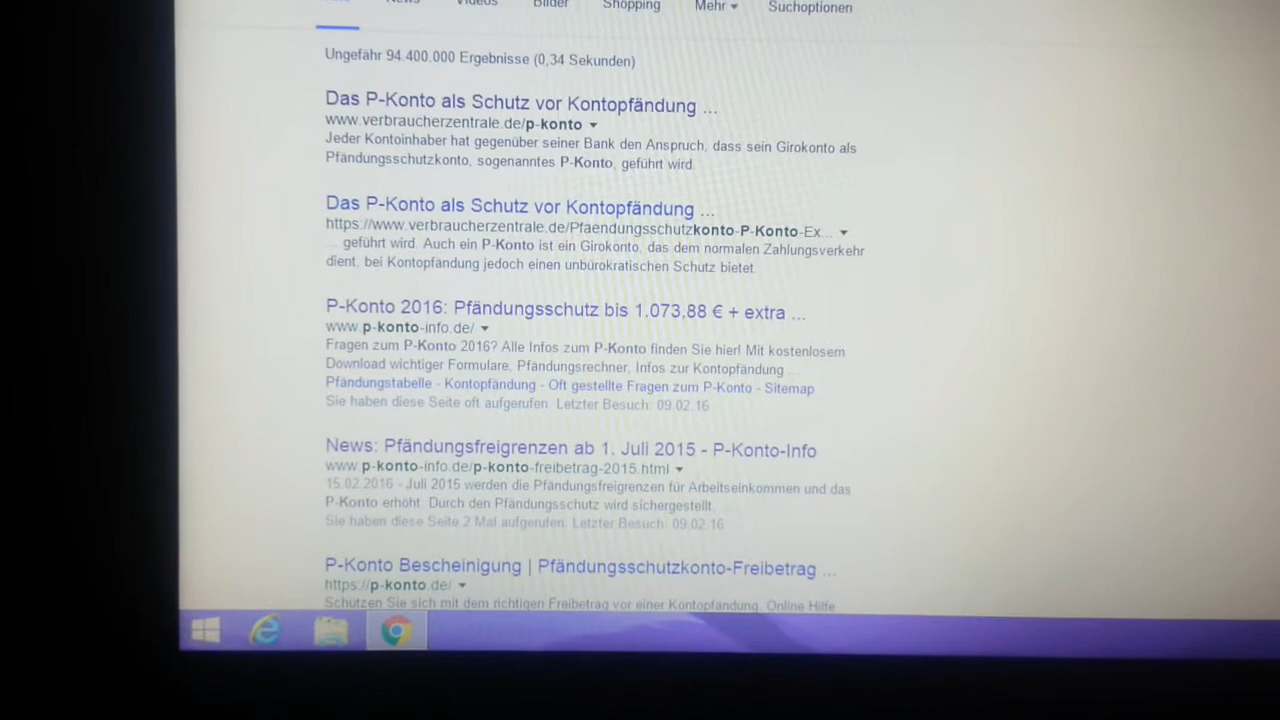 News Videos Bilder Shopping Mehr Suchoptionen
Ungefähr 94.400.000 Ergebnisse (0,34 Sekunden)
Das P-Konto als Schutz vor Kontopfändung ...
www.verbraucherzentrale.de/p-konto
Jeder Kontoinhaber hat gegenüber seiner Bank den Anspruch, dass sein Girokonto als
Pfändungsschutzkonto, sogenanntes P-Konto, geführt wird.
Das P-Konto als Schutz vor Kontopfändung ...
https://www.verbraucherzentrale.de/Pfaendungsschutzkonto-P-Konto-Ex...
... geführt wird. Auch ein P-Konto ist ein Girokonto, das dem normalen Zahlungsverkehr
dient, bei Kontopfändung jedoch einen unbürokratischen Schutz bietet.
P-Konto 2016: Pfändungsschutz bis 1.073,88 € + extra ...
www.p-konto-info.de/
Fragen zum P-Konto 2016? Alle Infos zum P-Konto finden Sie hier! Mit kostenlosem
Download wichtiger Formulare, Pfändungsrechner, Infos zur Kontopfändung ...
Pfändungstabelle - Kontopfändung - Oft gestellte Fragen zum P-Konto - Sitemap
Sie haben diese Seite oft aufgerufen. Letzter Besuch: 09.02.16
News: Pfändungsfreigrenzen ab 1. Juli 2015 - P-Konto-Info
www.p-konto-info.de/p-konto-freibetrag-2015.html
15.02.2016 - Juli 2015 werden die Pfändungsfreigrenzen für Arbeitseinkommen und das
P-Konto erhöht. Durch den Pfändungsschutz wird sichergestellt.
Sie haben diese Seite 2 Mal aufgerufen. Letzter Besuch: 09.02.16
P-Konto Bescheinigung | Pfändungsschutzkonto-Freibetrag ...
https://p-konto.de/
Schützen Sie sich mit dem richtigen Freibetrag vor einer Kontopfändung. Online Hilfe